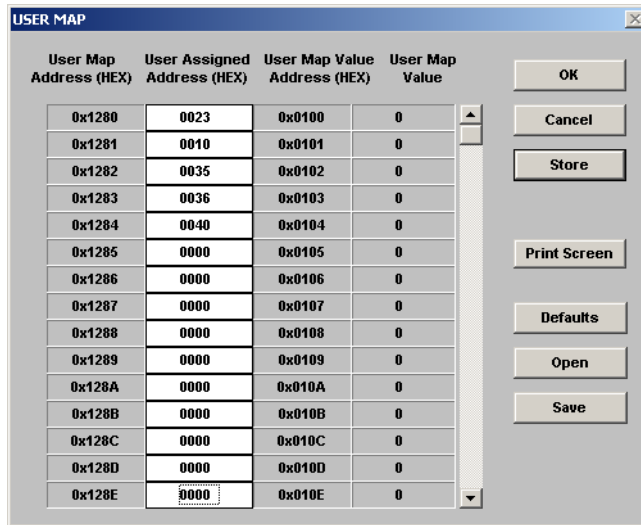 USER MAP
User Map Address (HEX) User Assigned Address (HEX) User Map Value Address (HEX) User Map Value
0x1280 0023 0x0100 0
0x1281 0010 0x0101 0
0x1282 0035 0x0102 0
0x1283 0036 0x0103 0
0x1284 0040 0x0104 0
0x1285 0000 0x0105 0
0x1286 0000 0x0106 0
0x1287 0000 0x0107 0
0x1288 0000 0x0108 0
0x1289 0000 0x0109 0
0x128A 0000 0x010A 0
0x128B 0000 0x010B 0
0x128C 0000 0x010C 0
0x128D 0000 0x010D 0
0x128E 0000 0x010E 0
OK
Cancel
Store
Print Screen
Defaults
Open
Save